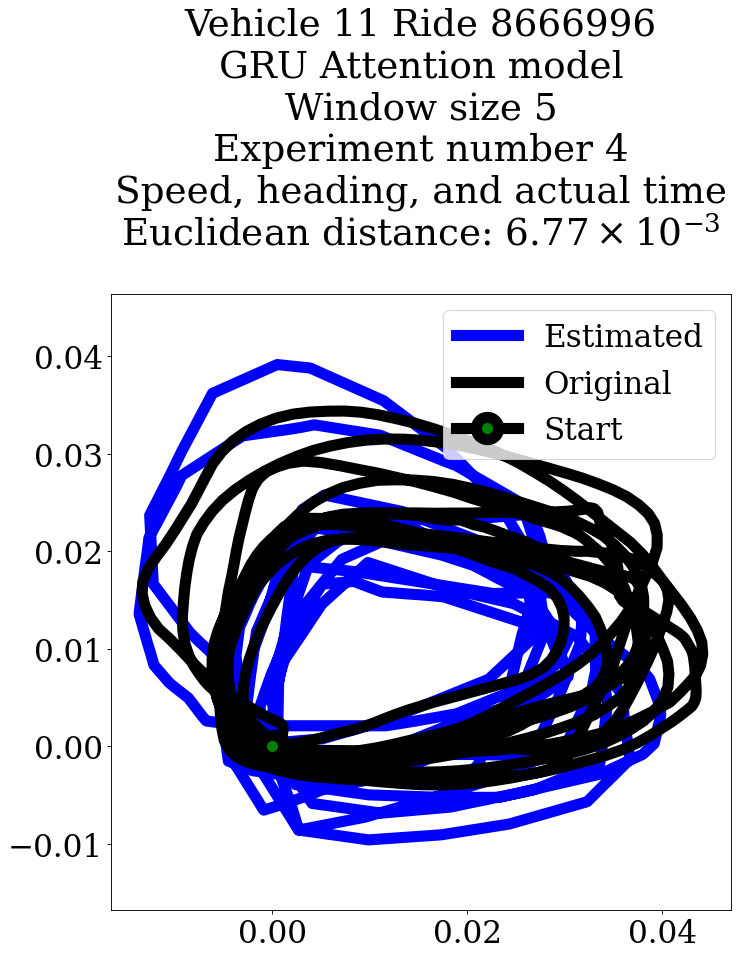 Vehicle 11 Ride 8666996
GRU Attention model
Window size 5
Experiment number 4
Speed, heading, and actual time
Euclidean distance: 6.77 × 10⁻³
Estimated
Original
Start
0.04
0.03
0.02
0.01
0.00
−0.01
0.00 0.02 0.04